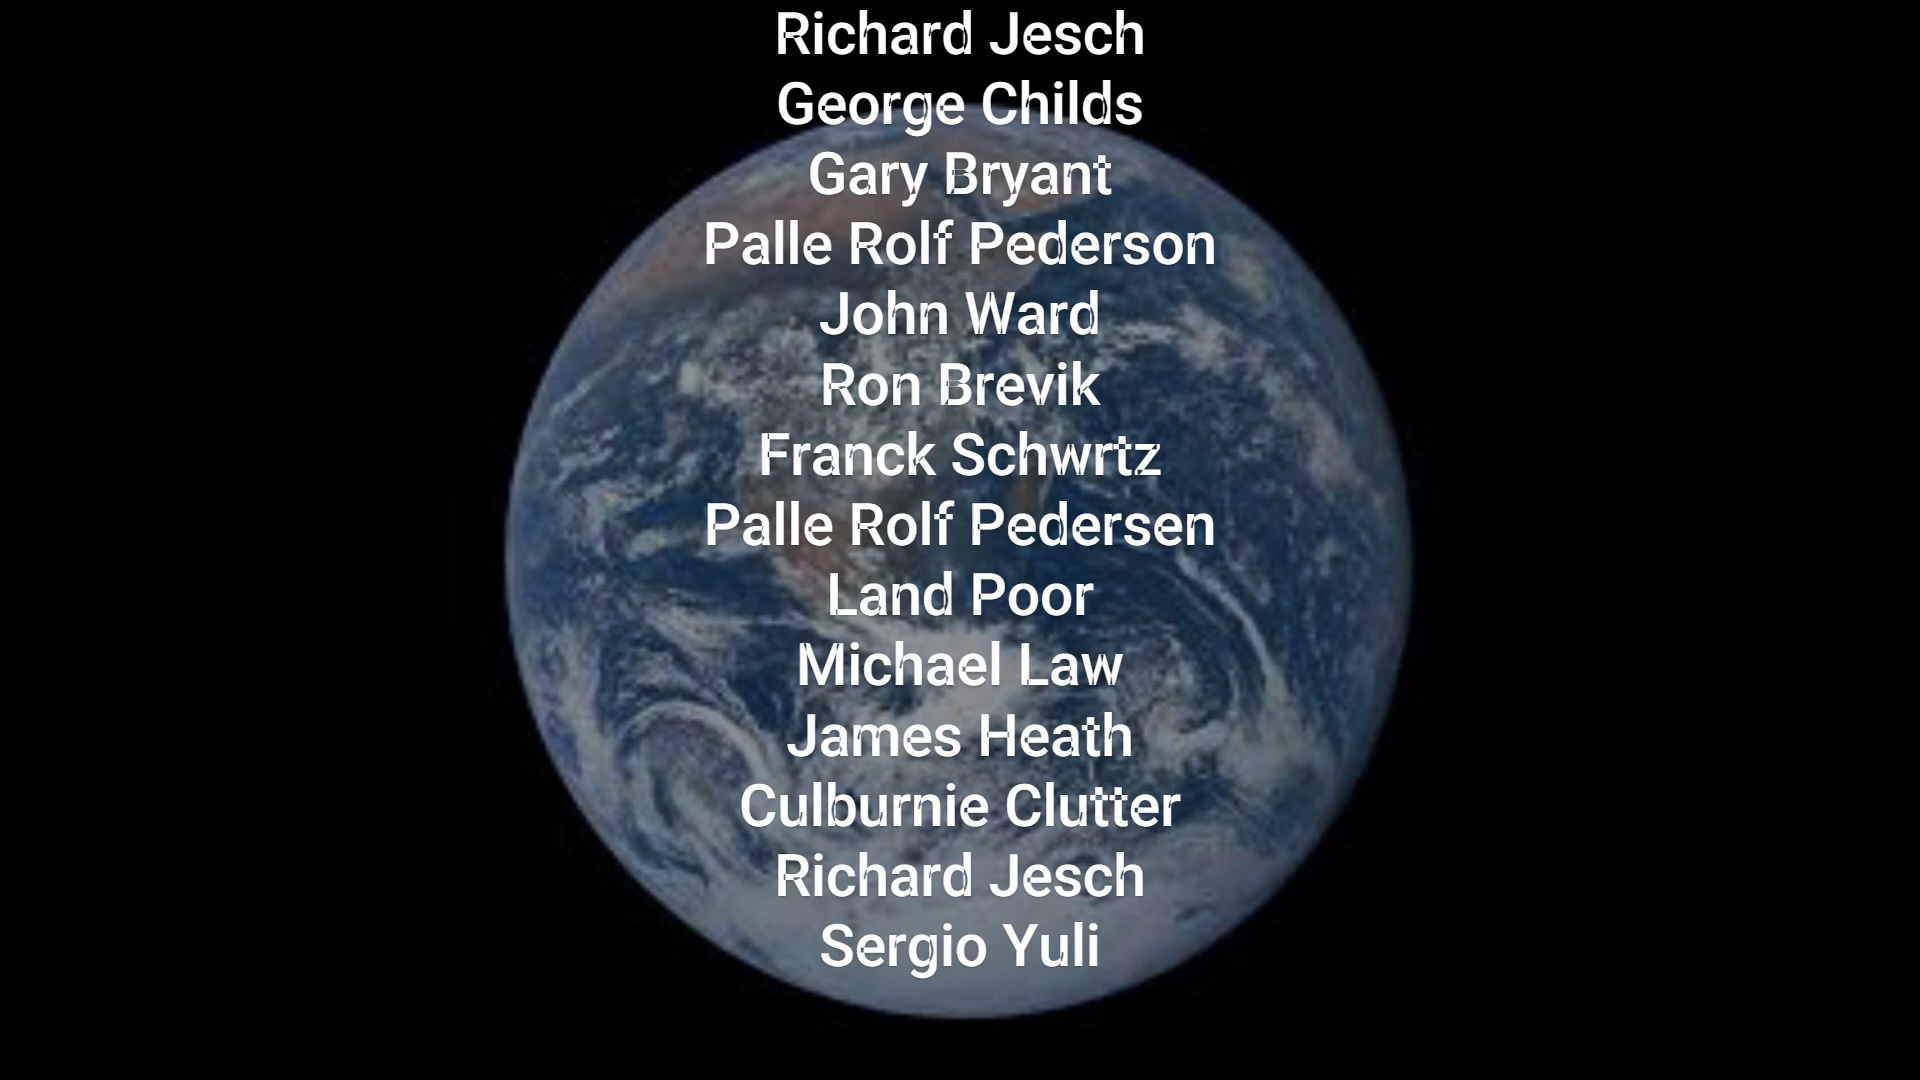 Richard Jesch
George Childs
Gary Bryant
Palle Rolf Pederson
John Ward
Ron Brevik
Franck Schwrtz
Palle Rolf Pedersen
Land Poor
Michael Law
James Heath
Culburnie Clutter
Richard Jesch
Sergio Yuli